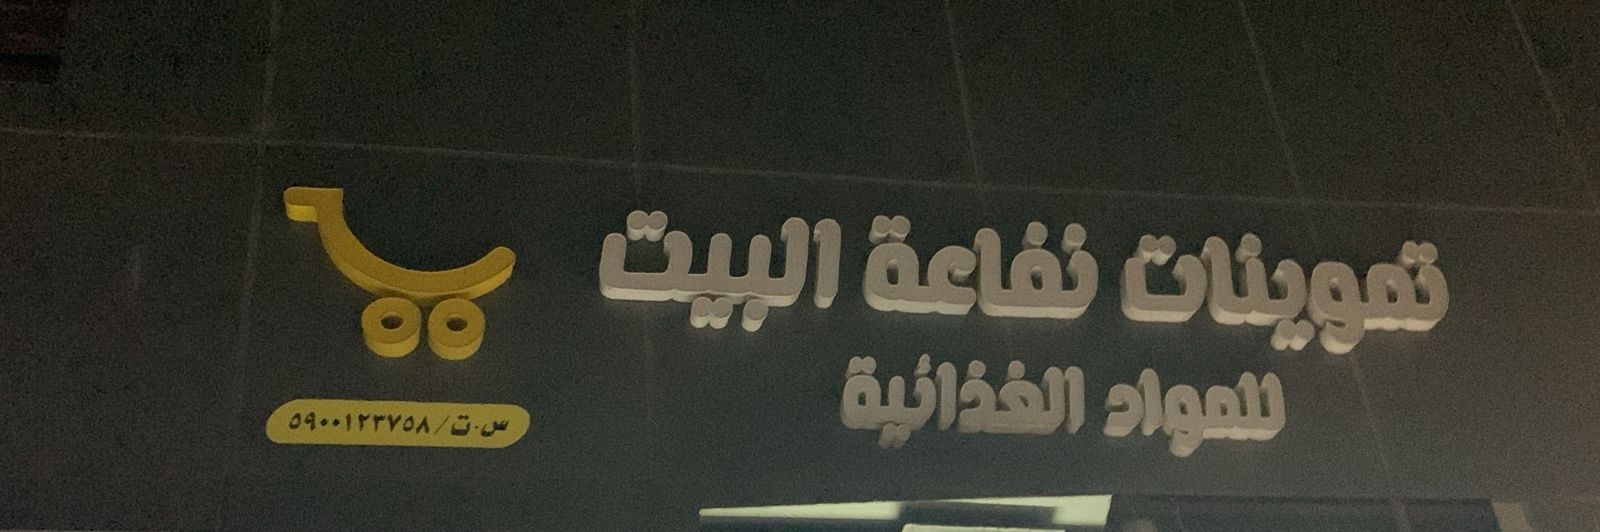 تموينات نفاعة البيت
للمواد الغذائية
س.ت/٥٩٠٠١٢٣٧٥٨